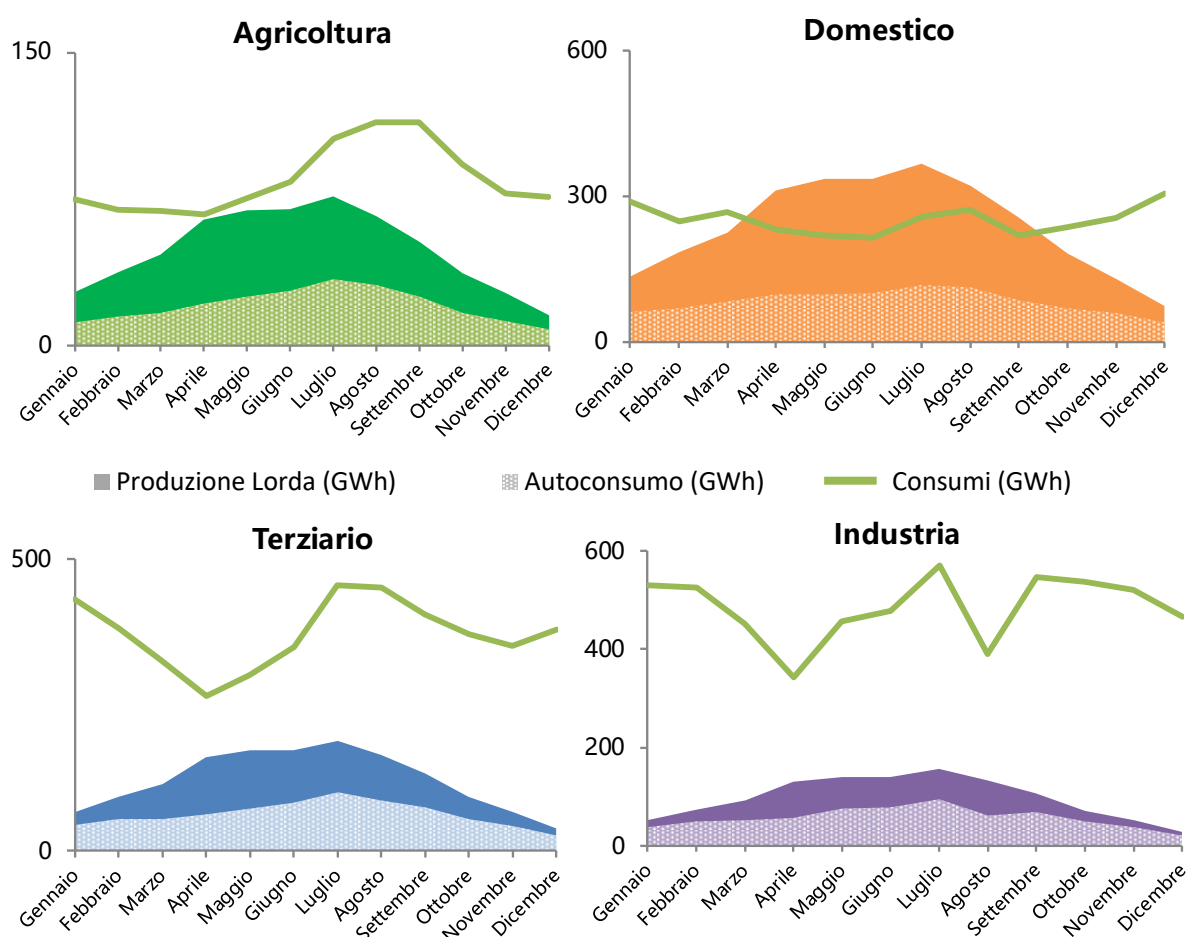 Agricoltura
150
0
Gennaio
Febbraio
Marzo
Aprile
Maggio
Giugno
Luglio
Agosto
Settembre
Ottobre
Novembre
Dicembre
Domestico
600
300
0
Gennaio
Febbraio
Marzo
Aprile
Maggio
Giugno
Luglio
Agosto
Settembre
Ottobre
Novembre
Dicembre
Produzione Lorda (GWh)
Autoconsumo (GWh)
Consumi (GWh)
Terziario
500
0
Gennaio
Febbraio
Marzo
Aprile
Maggio
Giugno
Luglio
Agosto
Settembre
Ottobre
Novembre
Dicembre
Industria
600
400
200
0
Gennaio
Febbraio
Marzo
Aprile
Maggio
Giugno
Luglio
Agosto
Settembre
Ottobre
Novembre
Dicembre